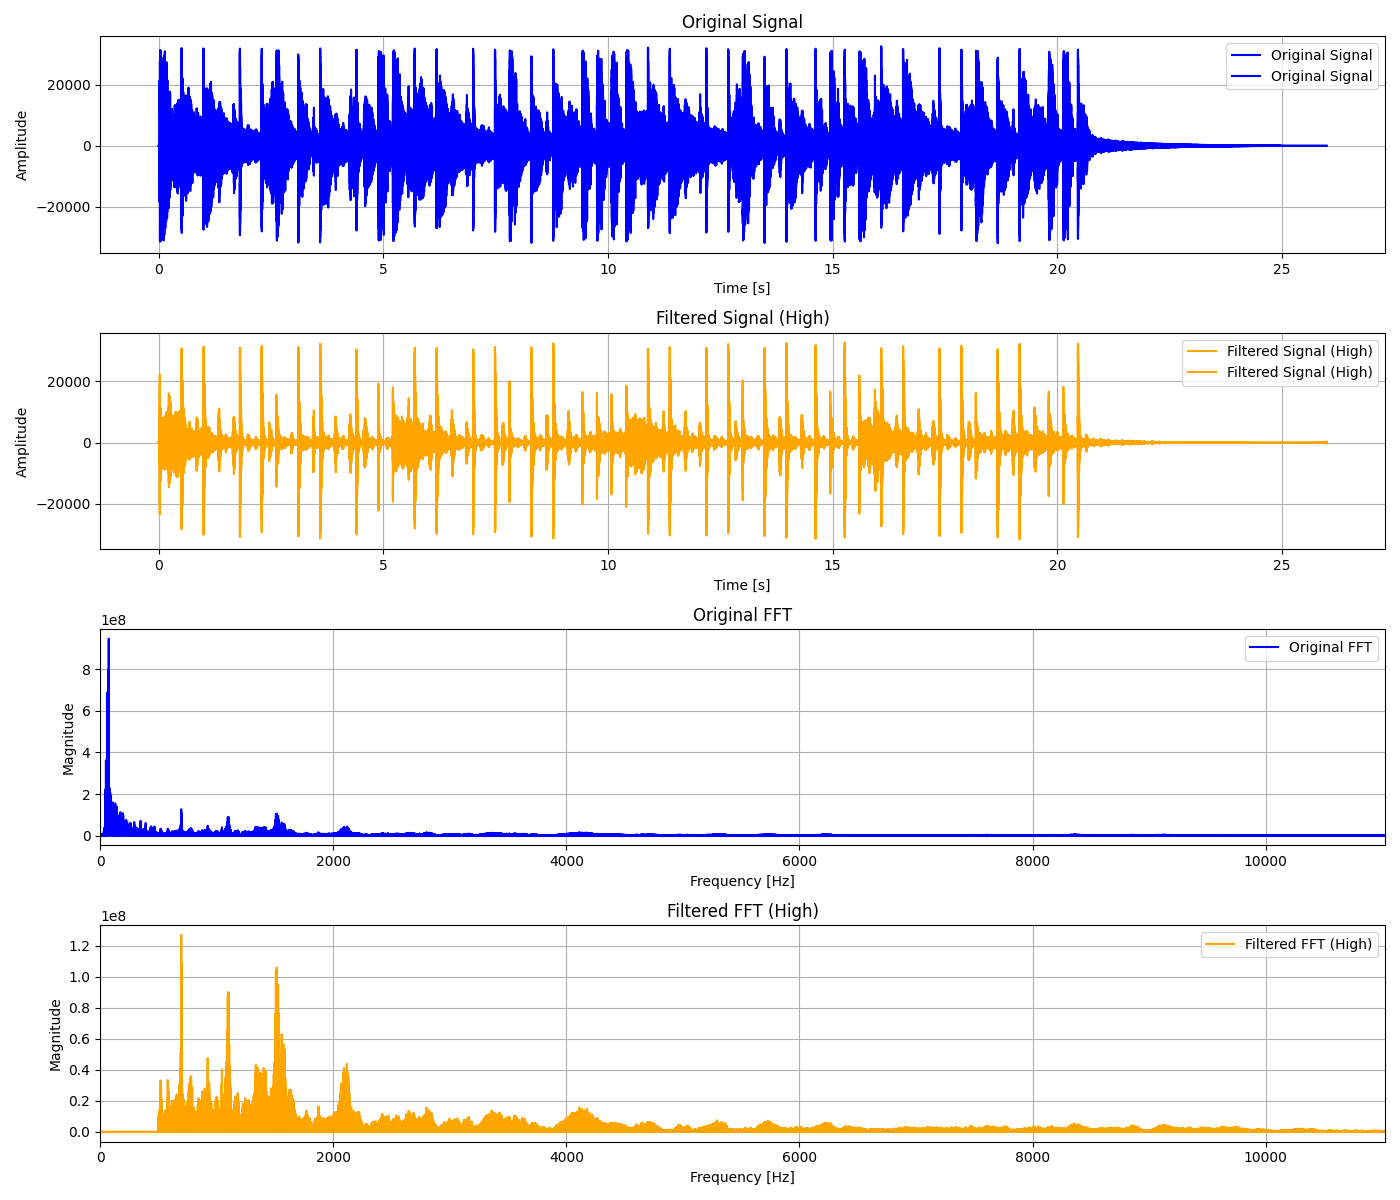 Original Signal
Amplitude
20000
0
−20000
Original Signal
Original Signal
0 5 10 15 20 25
Time [s]
Filtered Signal (High)
Amplitude
20000
0
−20000
Filtered Signal (High)
Filtered Signal (High)
0 5 10 15 20 25
Time [s]
Original FFT
1e8
Magnitude
8
6
4
2
0
Original FFT
0 2000 4000 6000 8000 10000
Frequency [Hz]
Filtered FFT (High)
1e8
Magnitude
1.2
1.0
0.8
0.6
0.4
0.2
0.0
Filtered FFT (High)
0 2000 4000 6000 8000 10000
Frequency [Hz]